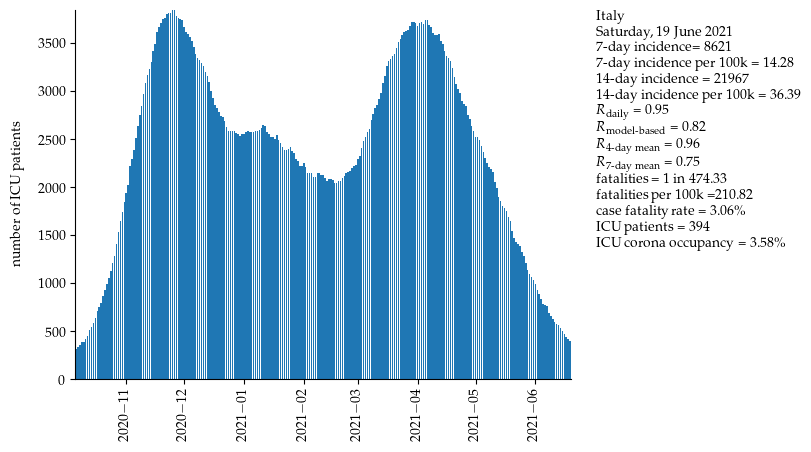 Italy
Saturday, 19 June 2021
7-day incidence= 8621
7-day incidence per 100k = 14.28
14-day incidence = 21967
14-day incidence per 100k = 36.39
R daily = 0.95
R model-based = 0.82
R 4-day mean = 0.96
R 7-day mean = 0.75
fatalities = 1 in 474.33
fatalities per 100k =210.82
case fatality rate = 3.06%
ICU patients = 394
ICU corona occupancy = 3.58%
number of ICU patients
3500
3000
2500
2000
1500
1000
500
0
2020−11
2020−12
2021−01
2021−02
2021−03
2021−04
2021−05
2021−06